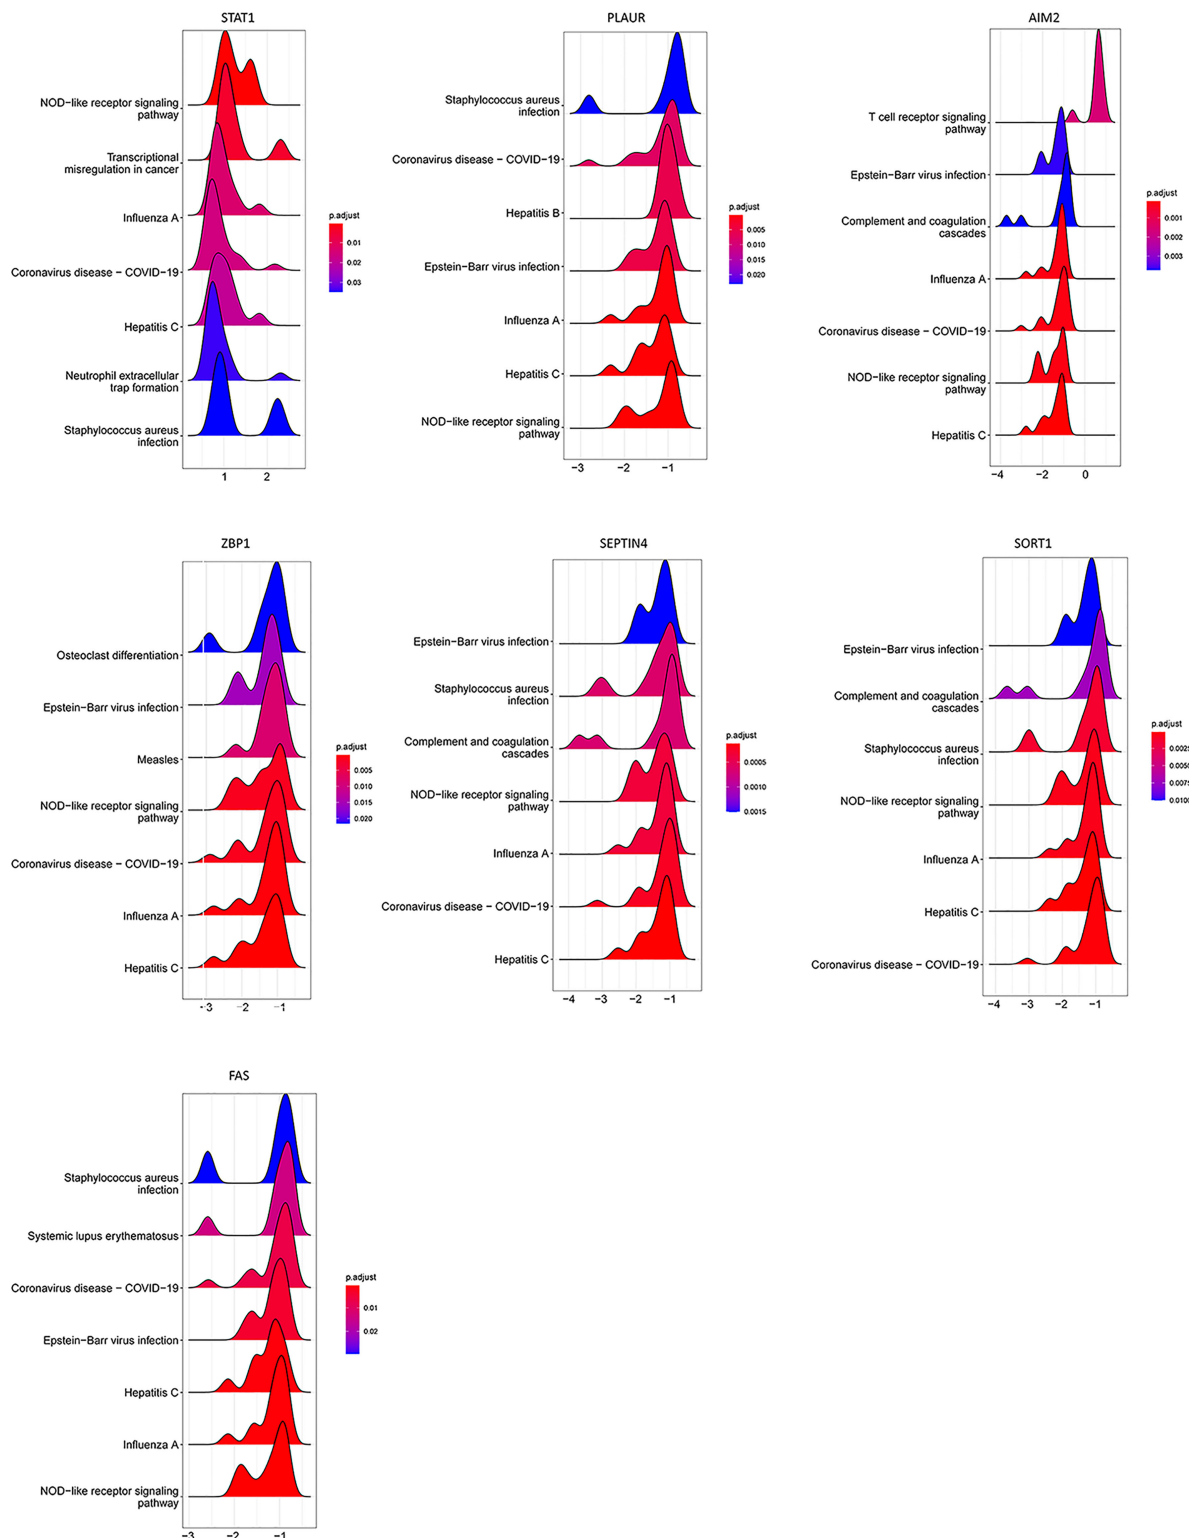 STAT1
NOD-like receptor signaling
pathway
Transcriptional
misregulation in cancer
Influenza A
Coronavirus disease - COVID-19
Hepatitis C
Neutrophil extracellular
trap formation
Staphylococcus aureus
infection
1 2
p.adjust
0.01
0.02
0.03
PLAUR
Staphylococcus aureus
infection
Coronavirus disease - COVID-19
Hepatitis B
Epstein-Barr virus infection
Influenza A
Hepatitis C
NOD-like receptor signaling
pathway
-3 -2 -1
p.adjust
0.005
0.010
0.015
0.020
AIM2
T cell receptor signaling
pathway
Epstein-Barr virus infection
Complement and coagulation
cascades
Influenza A
Coronavirus disease - COVID-19
NOD-like receptor signaling
pathway
Hepatitis C
-4 -2 0
p.adjust
0.001
0.002
0.003
ZBP1
Osteoclast differentiation
Epstein-Barr virus infection
Measles
NOD-like receptor signaling
pathway
Coronavirus disease - COVID-19
Influenza A
Hepatitis C
-3 -2 -1
p.adjust
0.005
0.010
0.015
0.020
SEPTIN4
Epstein-Barr virus infection
Staphylococcus aureus
infection
Complement and coagulation
cascades
NOD-like receptor signaling
pathway
Influenza A
Coronavirus disease - COVID-19
Hepatitis C
-4 -3 -2 -1
p.adjust
0.0005
0.0010
0.0015
SORT1
Epstein-Barr virus infection
Complement and coagulation
cascades
Staphylococcus aureus
infection
NOD-like receptor signaling
pathway
Influenza A
Hepatitis C
Coronavirus disease - COVID-19
-4 -3 -2 -1
p.adjust
0.0025
0.0050
0.0075
0.0100
FAS
Staphylococcus aureus
infection
Systemic lupus erythematosus
Coronavirus disease - COVID-19
Epstein-Barr virus infection
Hepatitis C
Influenza A
NOD-like receptor signaling
pathway
-3 -2 -1
p.adjust
0.01
0.02